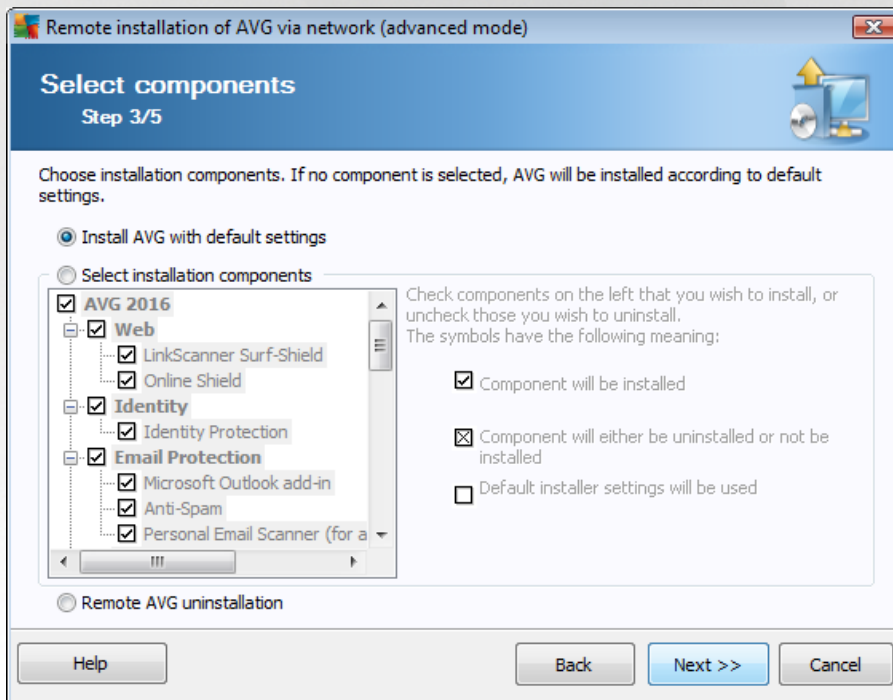 Remote installation of AVG via network (advanced mode)
Select components
Step 3/5
Choose installation components. If no component is selected, AVG will be installed according to default
settings.
Install AVG with default settings
Select installation components
AVG 2016
Web
LinkScanner Surf-Shield
Online Shield
Identity
Identity Protection
Email Protection
Microsoft Outlook add-in
Anti-Spam
Personal Email Scanner (for a
Check components on the left that you wish to install, or
uncheck those you wish to uninstall.
The symbols have the following meaning:
Component will be installed
Component will either be uninstalled or not be
installed
Default installer settings will be used
Remote AVG uninstallation
Help
Back
Next >>
Cancel